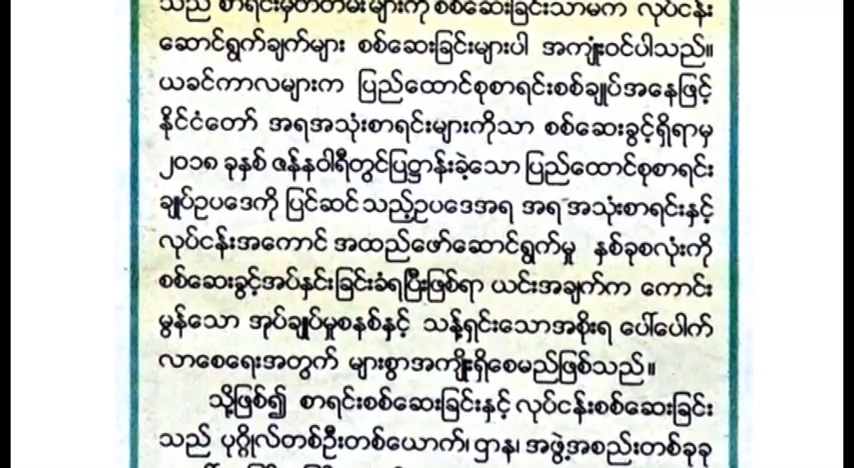 သည် စာရင်းမှတ်တမ်းများကို စစ်ဆေးခြင်းသာမက လုပ်ငန်း
ဆောင်ရွက်ချက်များ စစ်ဆေးခြင်းများပါ အကျုံးဝင်ပါသည်။
ယခင်ကာလများက ပြည်ထောင်စုစာရင်းစစ်ချုပ်အနေဖြင့်
နိုင်ငံတော် အရအသုံးစာရင်းများကိုသာ စစ်ဆေးခွင့်ရှိရာမှ
၂၀၁၈ ခုနှစ် ဇန်နဝါရီတွင်ပြဋ္ဌာန်းခဲ့သော ပြည်ထောင်စုစာရင်း
ချုပ်ဥပဒေကို ပြင်ဆင်သည့်ဥပဒေအရ အရအသုံးစာရင်းနှင့်
လုပ်ငန်းအကောင်အထည်ဖော်ဆောင်ရွက်မှု နှစ်ခုစလုံးကို
စစ်ဆေးခွင့်အပ်နှင်းခြင်းခံရပြီးဖြစ်ရာ ယင်းအချက်က ကောင်း
မွန်သော အုပ်ချုပ်မှုစနစ်နှင့် သန့်ရှင်းသောအစိုးရ ပေါ်ပေါက်
လာစေရေးအတွက် များစွာအကျိုးရှိစေမည်ဖြစ်သည်။
သို့ဖြစ်၍ စာရင်းစစ်ဆေးခြင်းနှင့် လုပ်ငန်းစစ်ဆေးခြင်း
သည် ပုဂ္ဂိုလ်တစ်ဦးတစ်ယောက်၊ ဌာန၊ အဖွဲ့အစည်းတစ်ခုခု